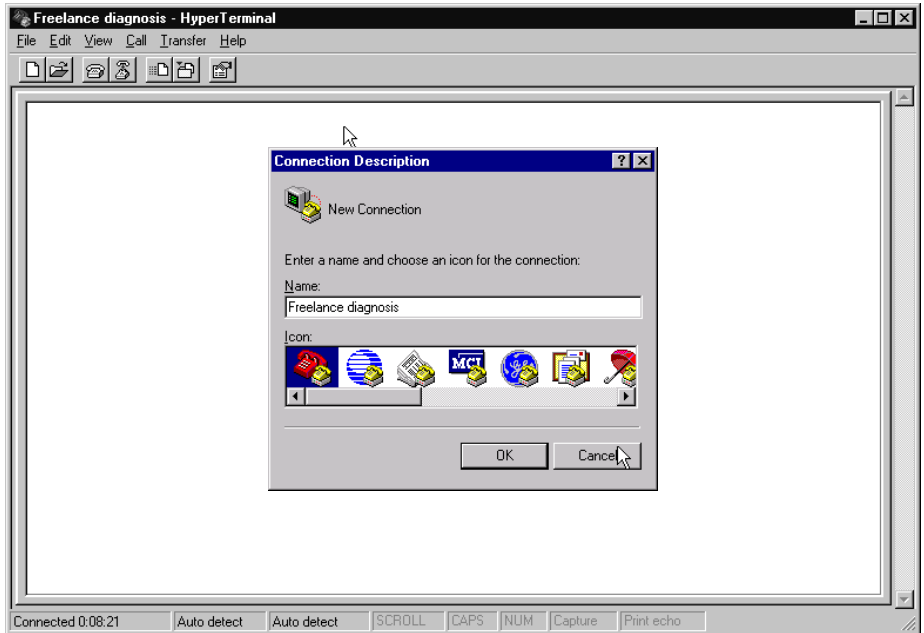 Freelance diagnosis - HyperTerminal
File Edit View Call Transfer Help
Connection Description
New Connection
Enter a name and choose an icon for the connection:
Name:
Freelance diagnosis
Icon:
MCI
OK Cancel
Connected 0:08:21 Auto detect Auto detect SCROLL CAPS NUM Capture Print echo